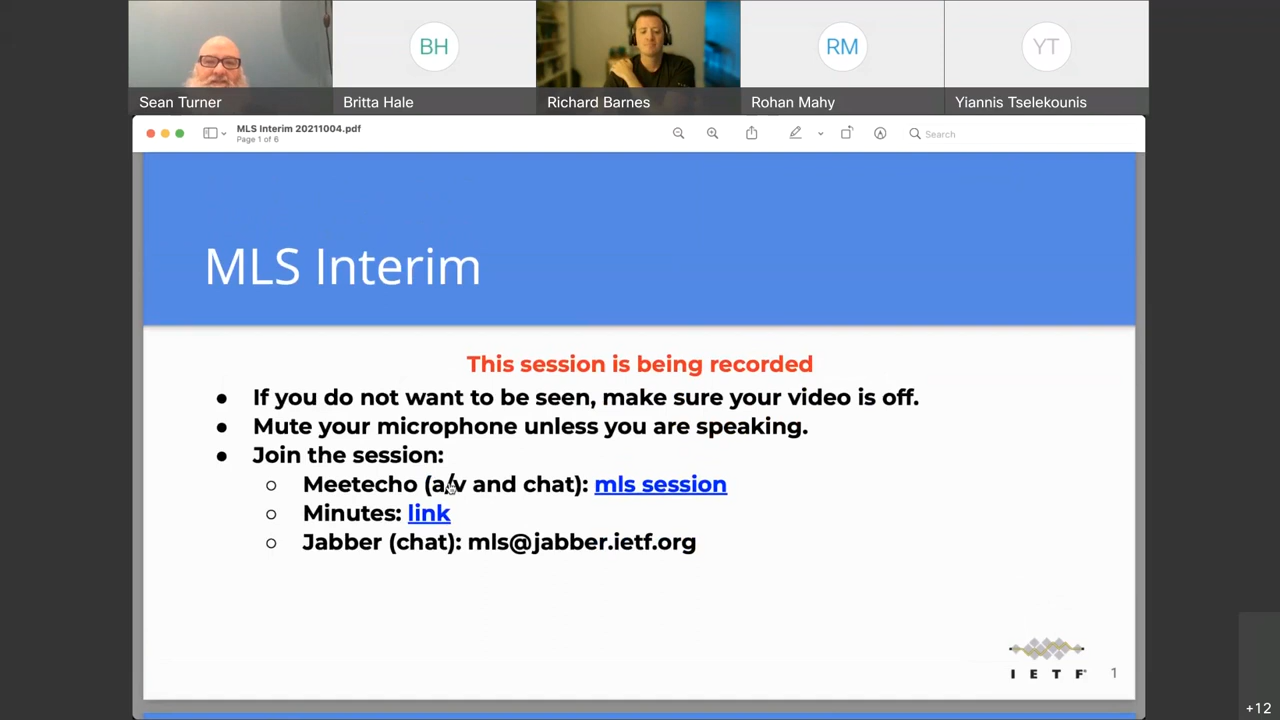 BH
RM
YT
Sean Turner
Britta Hale
Richard Barnes
Rohan Mahy
Yiannis Tselekounis
MLS Interim 20211004.pdf
Page 1 of 6
Search
MLS Interim
This session is being recorded
● If you do not want to be seen, make sure your video is off.
● Mute your microphone unless you are speaking.
● Join the session:
○ Meetecho (a/v and chat): mls session
○ Minutes: link
○ Jabber (chat): mls@jabber.ietf.org
I E T F®
1
+12